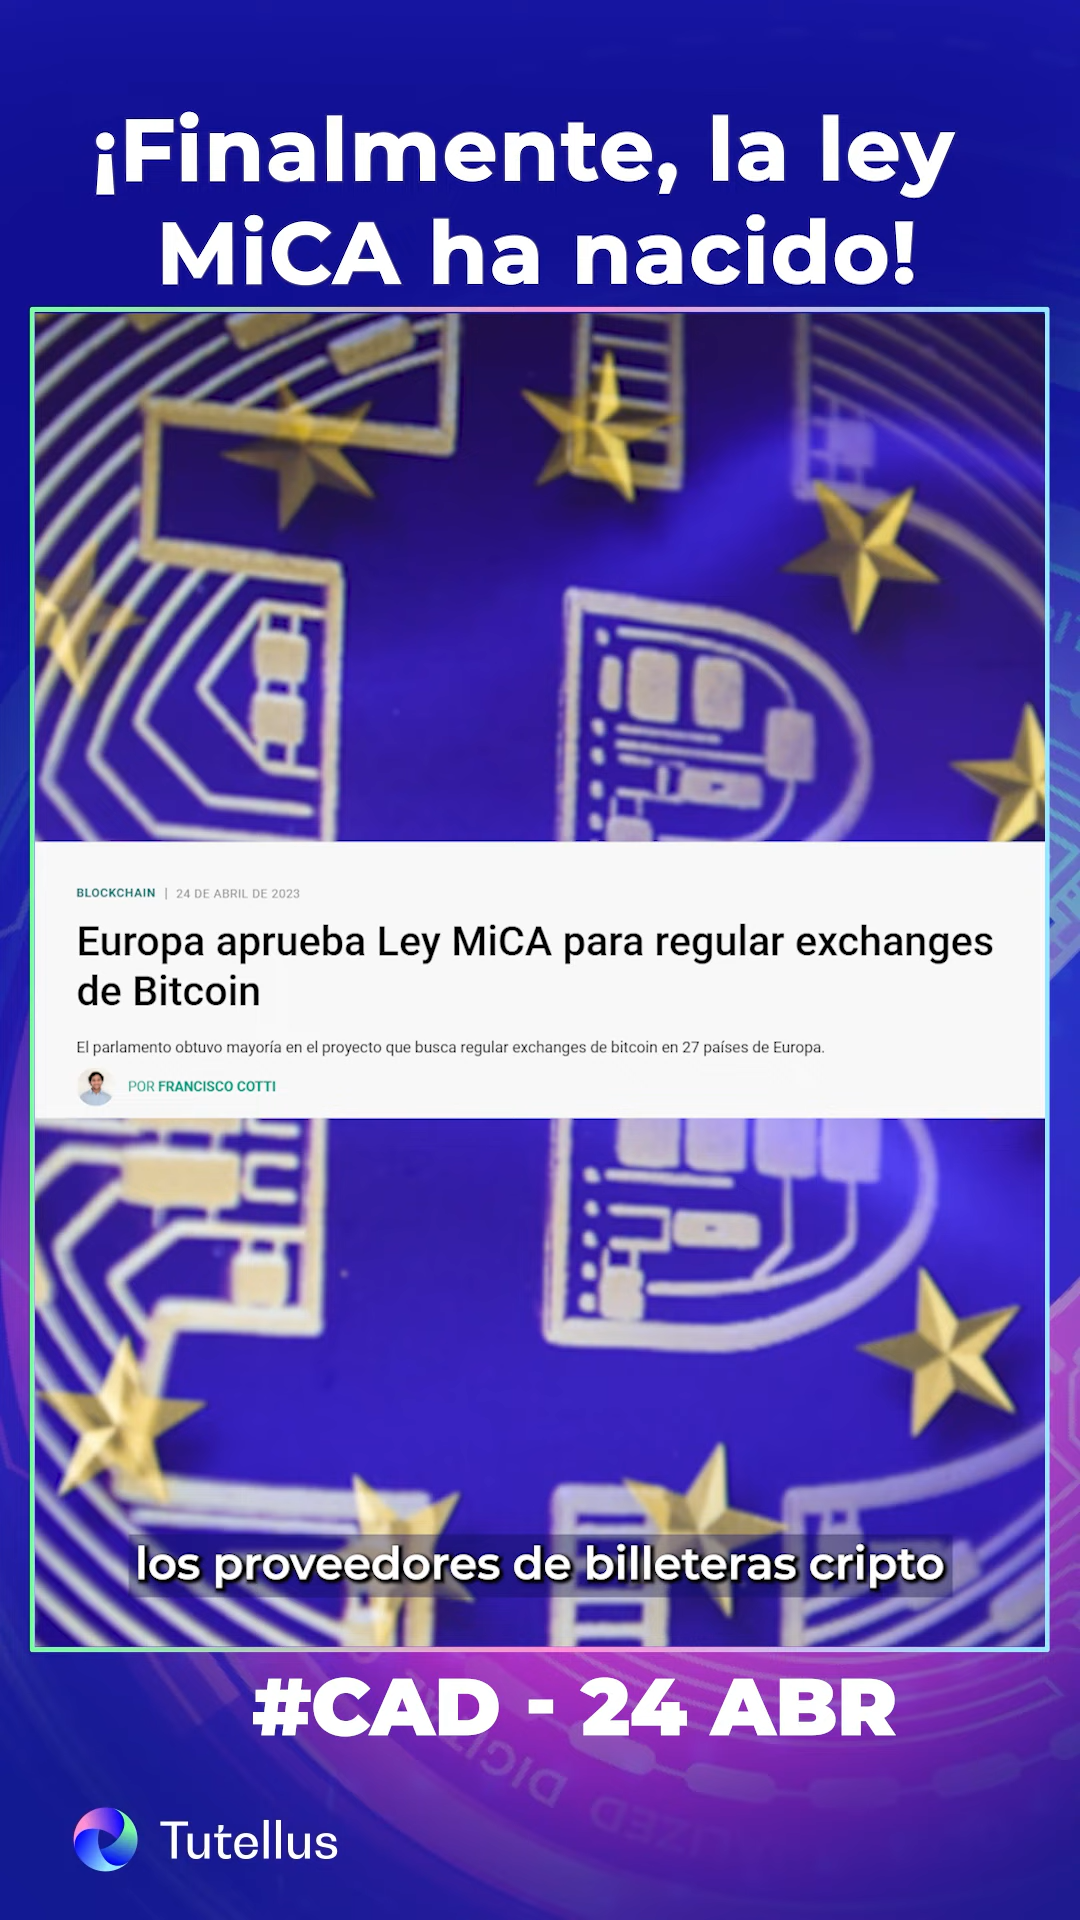 ¡Finalmente, la ley
MiCA ha nacido!
BLOCKCHAIN | 24 DE ABRIL DE 2023
Europa aprueba Ley MiCA para regular exchanges
de Bitcoin
El parlamento obtuvo mayoría en el proyecto que busca regular exchanges de bitcoin en 27 países de Europa.
POR FRANCISCO COTTI
los proveedores de billeteras cripto
#CAD - 24 ABR
Tutellus